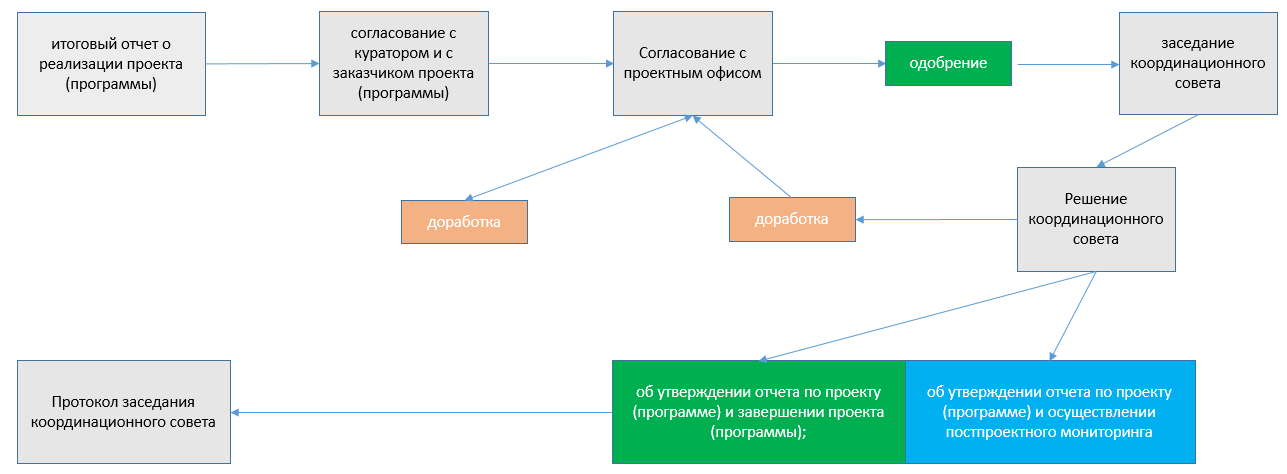 итоговый отчет о
реализации проекта
(программы)
согласование с
куратором и с
заказчиком проекта
(программы)
Согласование с
проектным офисом
одобрение
заседание
координационного
совета
доработка
доработка
Решение
координационного
совета
Протокол заседания
координационного совета
об утверждении отчета по проекту
(программе) и завершении проекта
(программы);
об утверждении отчета по проекту
(программе) и осуществлении
постпроектного мониторинга